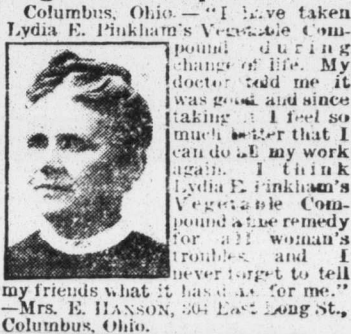 Columbus, Ohio.—"I have taken
Lydia E. Pinkham's Vegetable Com-
pound during
change of life. My
doctor told me it
was good, and since
taking it I feel so
much better that I
can do all my work
again. I think
Lydia E. Pinkham's
Vegetable Com-
pound a fine remedy
for all woman's
troubles, and I
never forget to tell
my friends what it has done for me."
—Mrs. E. HANSON, 304 East Long St.,
Columbus, Ohio.